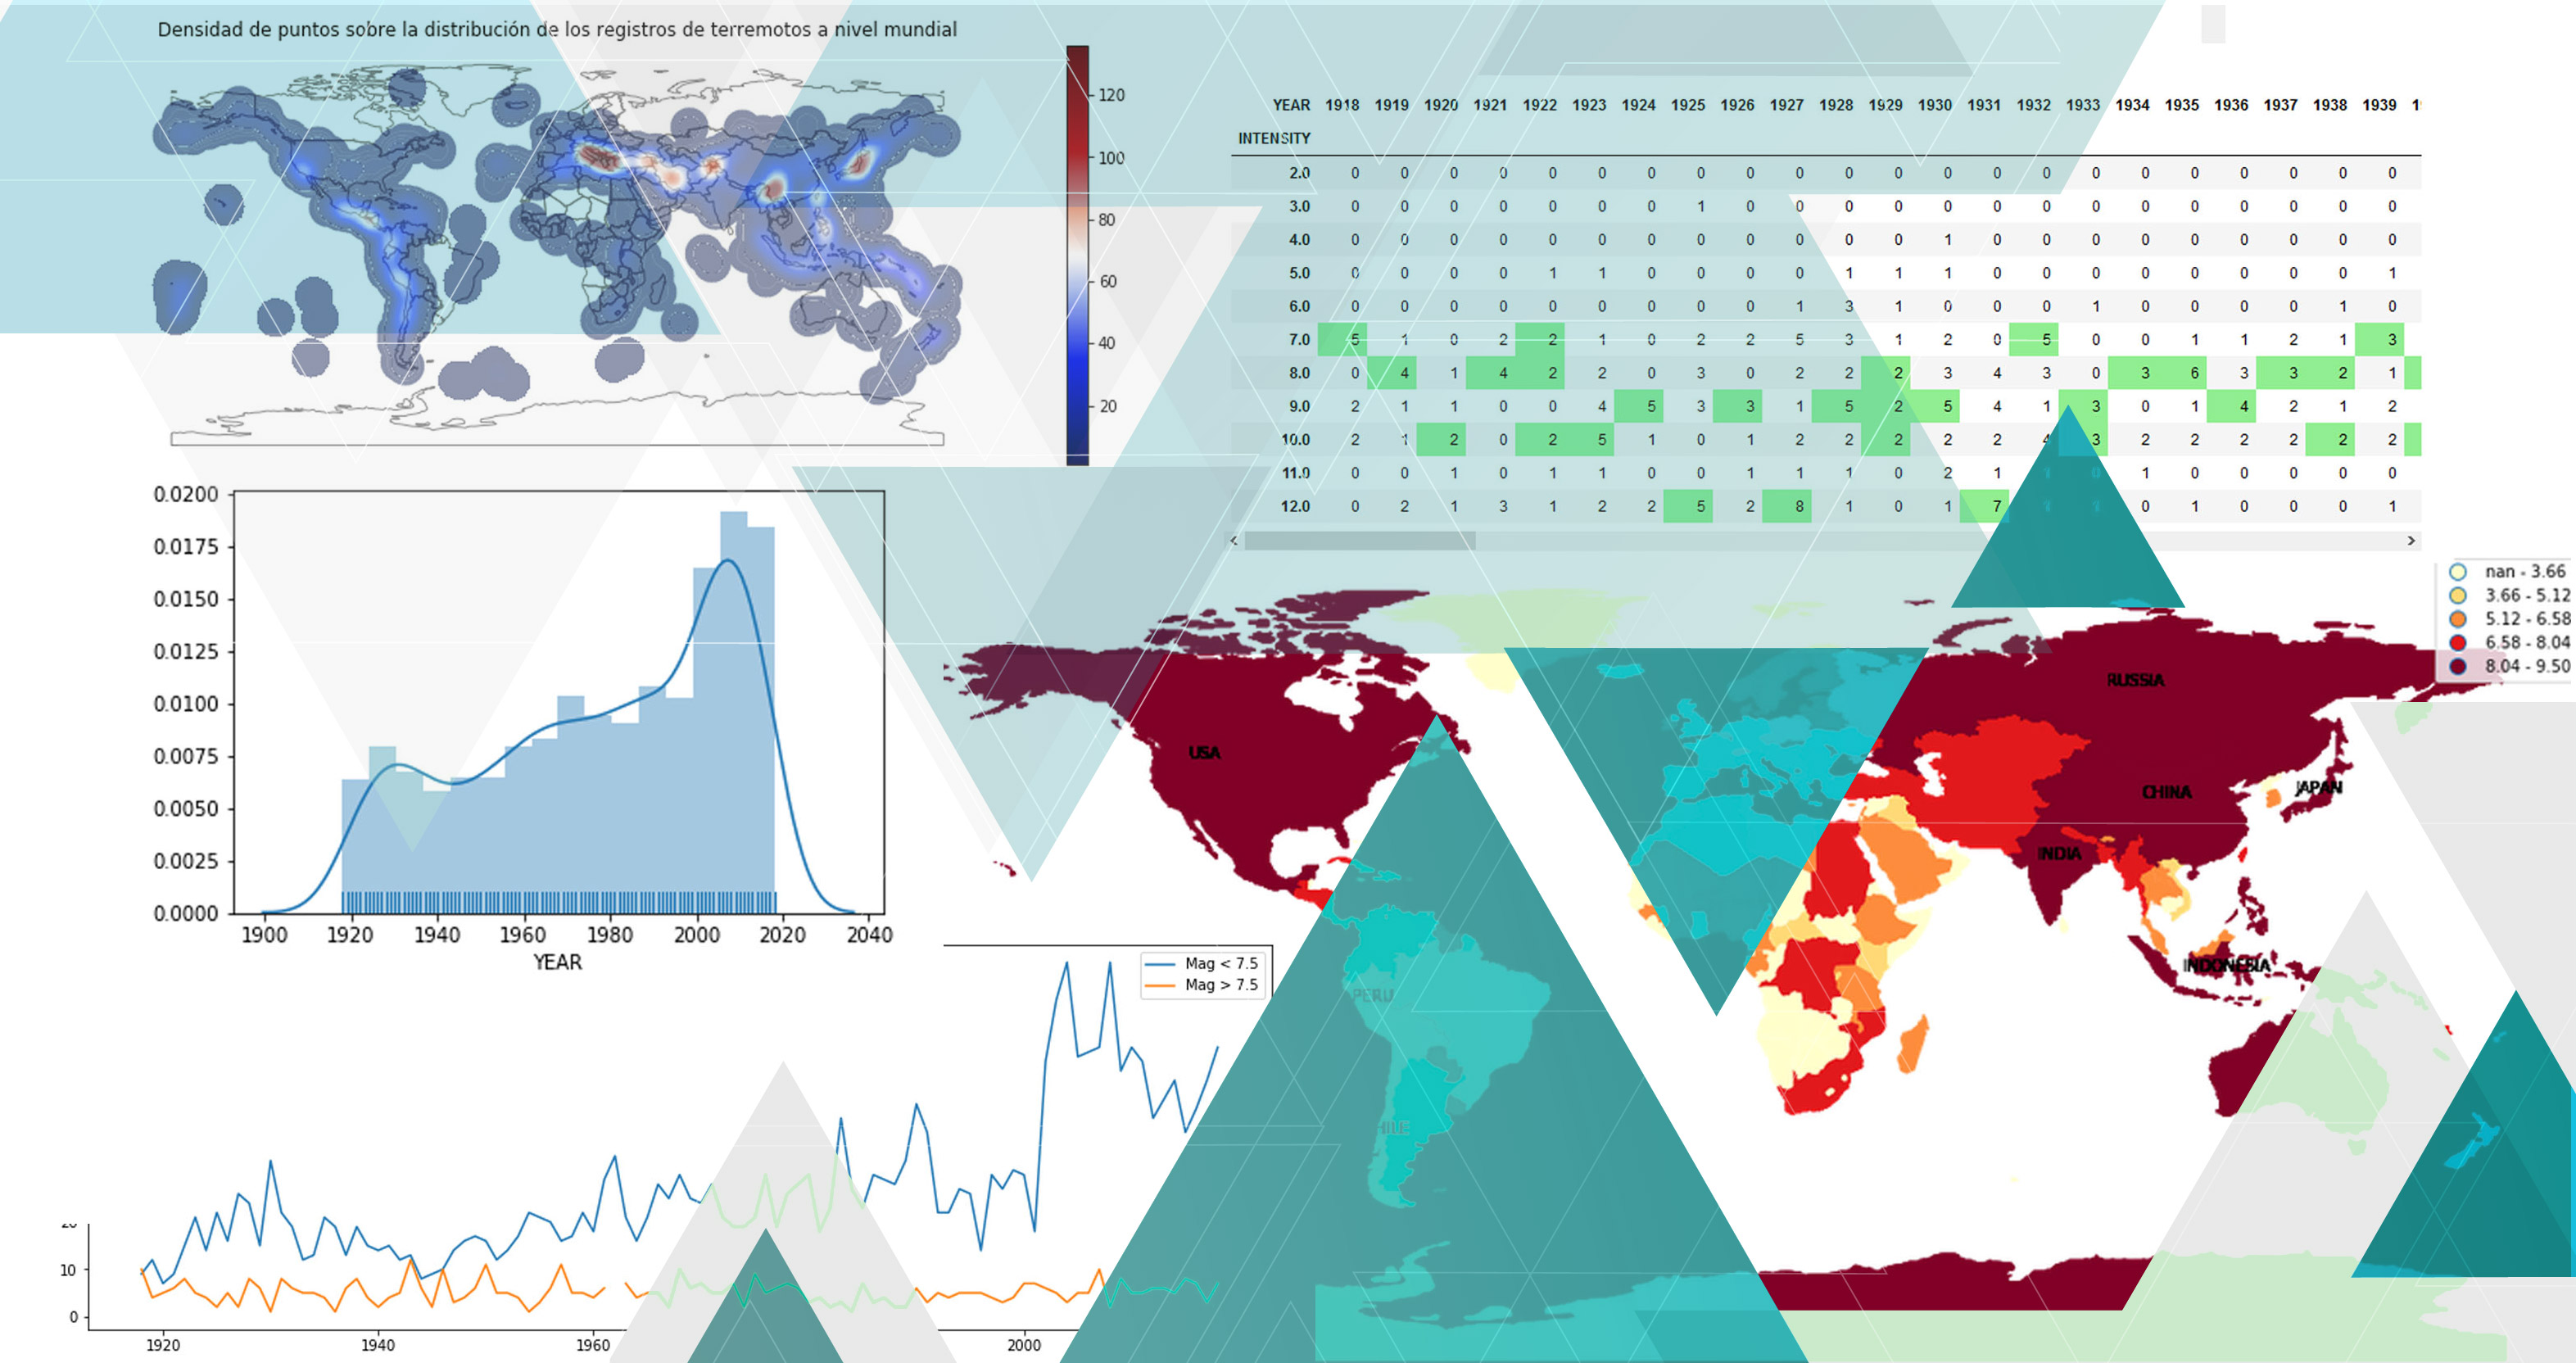 Densidad de puntos sobre la distribución de los registros de terremotos a nivel mundial
120
100
80
60
40
20
YEAR 1918 1919 1920 1921 1922 1923 1924 1925 1926 1927 1928 1929 1930 1931 1932 1933 1934 1935 1936 1937 1938 1939
INTENSITY
2.0 0 0 0 0 0 0 0 0 0 0 0 0 0 0 0 0 0 0 0 0 0 0
3.0 0 0 0 0 0 0 0 1 0 0 0 0 0 0 0 0 0 0 0 0 0 0
4.0 0 0 0 0 0 0 0 0 0 0 0 0 1 0 0 0 0 0 0 0 0 0
5.0 0 0 0 0 1 1 0 0 0 0 1 1 1 0 0 0 0 0 0 0 0 1
6.0 0 0 0 0 0 0 0 0 0 1 3 1 0 0 0 1 0 0 0 0 1 0
7.0 5 1 0 2 2 1 0 2 2 5 3 1 2 0 5 0 0 1 1 2 1 3
8.0 0 4 1 4 2 2 0 3 0 2 2 2 3 4 3 0 3 6 3 3 2 1
9.0 2 1 1 0 0 4 5 3 3 1 5 2 5 4 1 3 0 1 4 2 1 2
10.0 2 1 2 0 2 5 1 0 1 2 2 2 2 2 4 3 2 2 2 2 2 2
11.0 0 0 1 0 1 1 0 0 1 1 1 0 2 1 1 0 0 0 0 0
12.0 0 2 1 3 1 2 2 5 2 8 1 0 1 7 0 1 0 0 0 1
0.0200
0.0175
0.0150
0.0125
0.0100
0.0075
0.0050
0.0025
0.0000
1900 1920 1940 1960 1980 2000 2020 2040
YEAR
nan - 3.66
3.66 - 5.12
5.12 - 6.58
6.58 - 8.04
8.04 - 9.50
RUSSIA
USA
CHINA
JAPAN
INDIA
INDONESIA
PERU
Mag < 7.5
Mag > 7.5
10
0
1920 1940 1960 2000